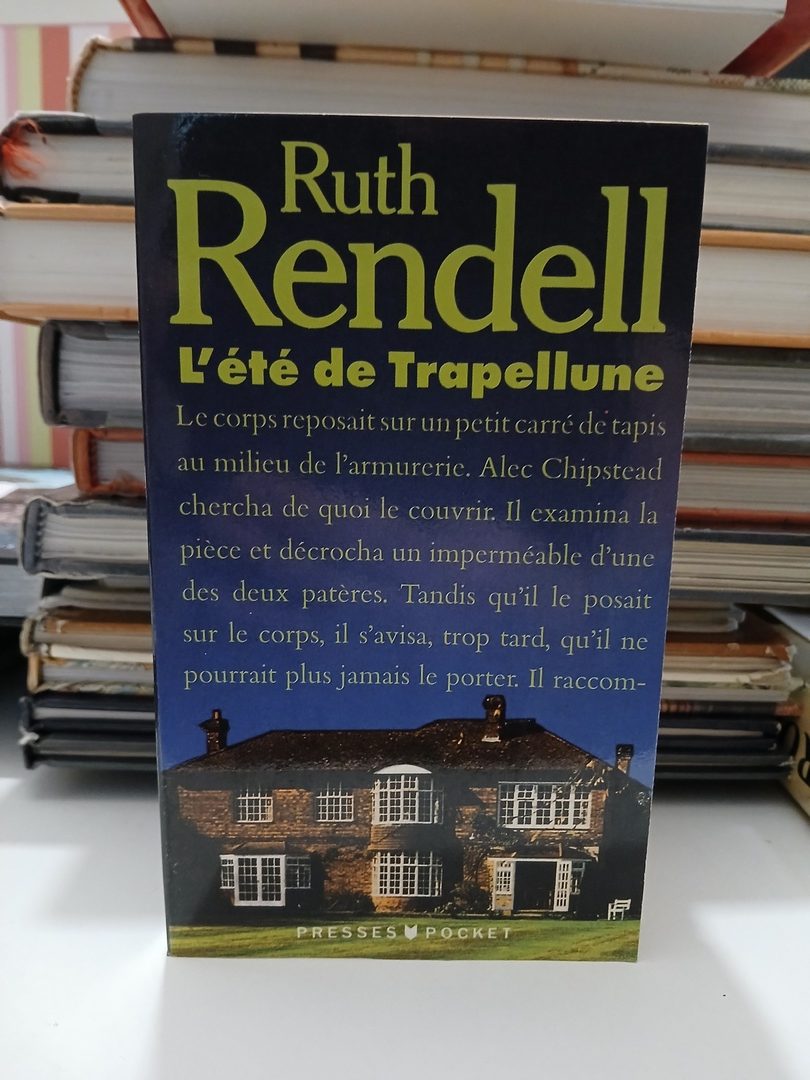 Ruth
Rendell
L'été de Trapellune
Le corps reposait sur un petit carré de tapis
au milieu de l'armurerie. Alec Chipstead
chercha de quoi le couvrir. Il examina la
pièce et décrocha un imperméable d'une
des deux patères. Tandis qu'il le posait
sur le corps, il s'avisa, trop tard, qu'il ne
pourrait plus jamais le porter. Il raccom-
PRESSES POCKET